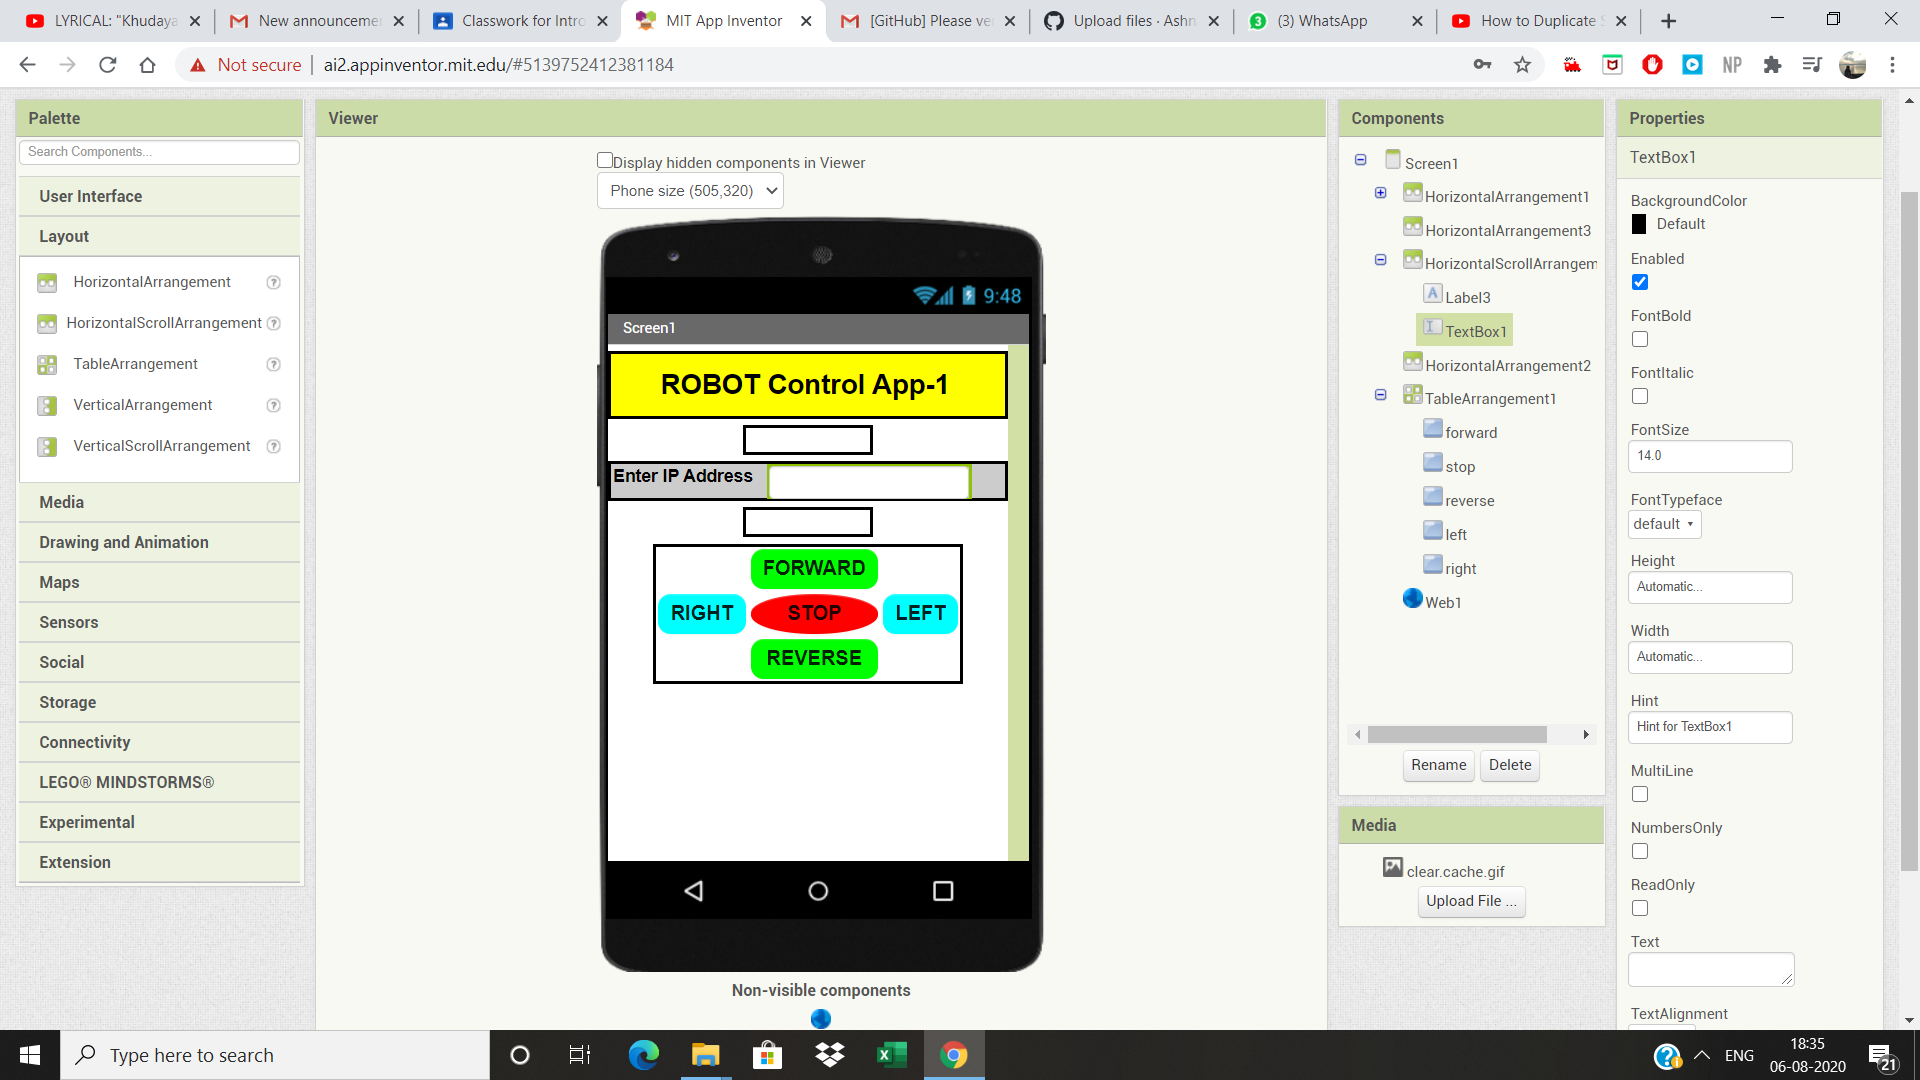 LYRICAL: "Khudaya
New announcemen
Classwork for Intro
MIT App Inventor
[GitHub] Please ve
Upload files · Ashn
(3) WhatsApp
How to Duplicate S
Not secure
ai2.appinventor.mit.edu/#5139752412381184
NP
Palette
Search Components...
User Interface
Layout
HorizontalArrangement
?
HorizontalScrollArrangement
?
TableArrangement
?
VerticalArrangement
?
VerticalScrollArrangement
?
Media
Drawing and Animation
Maps
Sensors
Social
Storage
Connectivity
LEGO® MINDSTORMS®
Experimental
Extension
Viewer
Display hidden components in Viewer
Phone size (505,320)
9:48
Screen1
ROBOT Control App-1
Enter IP Address
FORWARD
RIGHT STOP LEFT
REVERSE
Non-visible components
Components
Screen1
HorizontalArrangement1
HorizontalArrangement3
HorizontalScrollArrangem
Label3
TextBox1
HorizontalArrangement2
TableArrangement1
forward
stop
reverse
left
right
Web1
Rename Delete
Media
clear.cache.gif
Upload File ...
Properties
TextBox1
BackgroundColor
Default
Enabled
FontBold
FontItalic
FontSize
14.0
FontTypeface
default
Height
Automatic...
Width
Automatic...
Hint
Hint for TextBox1
MultiLine
NumbersOnly
ReadOnly
Text
TextAlignment
Type here to search
ENG
18:35
06-08-2020
21